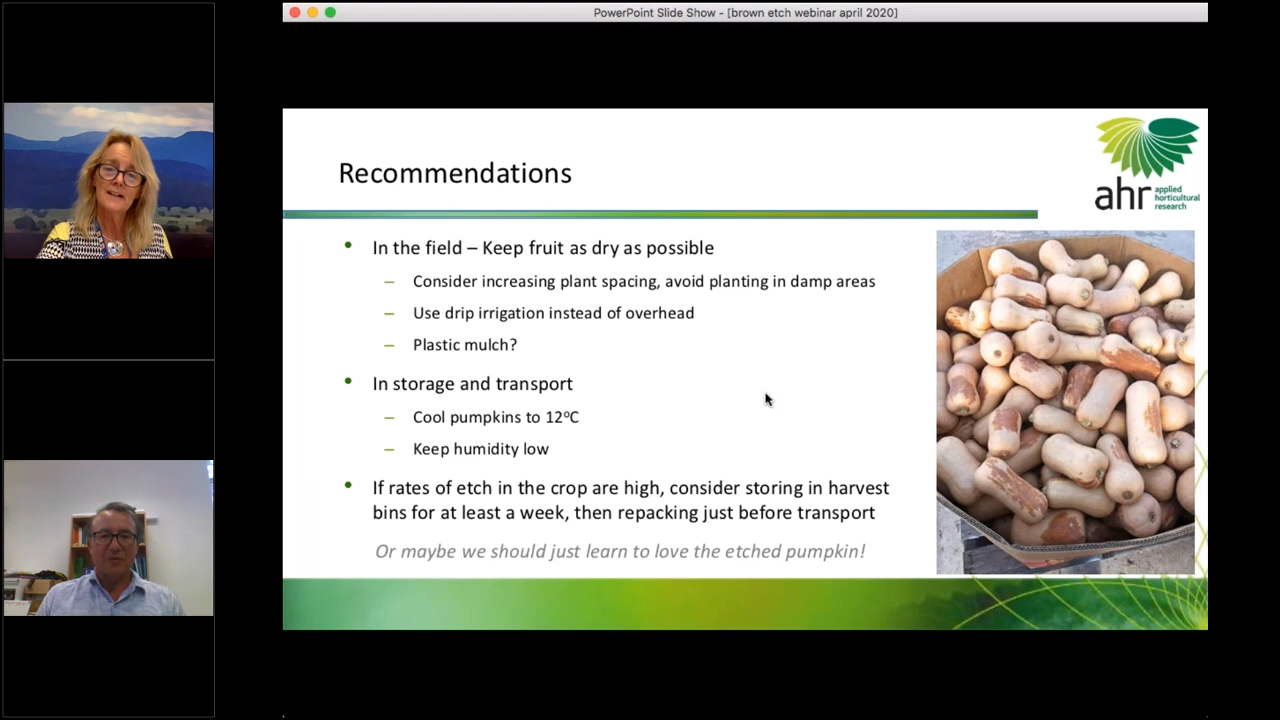 PowerPoint Slide Show - [brown etch webinar april 2020]
Recommendations
ahr applied
horticultural
research
• In the field – Keep fruit as dry as possible
– Consider increasing plant spacing, avoid planting in damp areas
– Use drip irrigation instead of overhead
– Plastic mulch?
• In storage and transport
– Cool pumpkins to 12ºC
– Keep humidity low
• If rates of etch in the crop are high, consider storing in harvest
bins for at least a week, then repacking just before transport
Or maybe we should just learn to love the etched pumpkin!